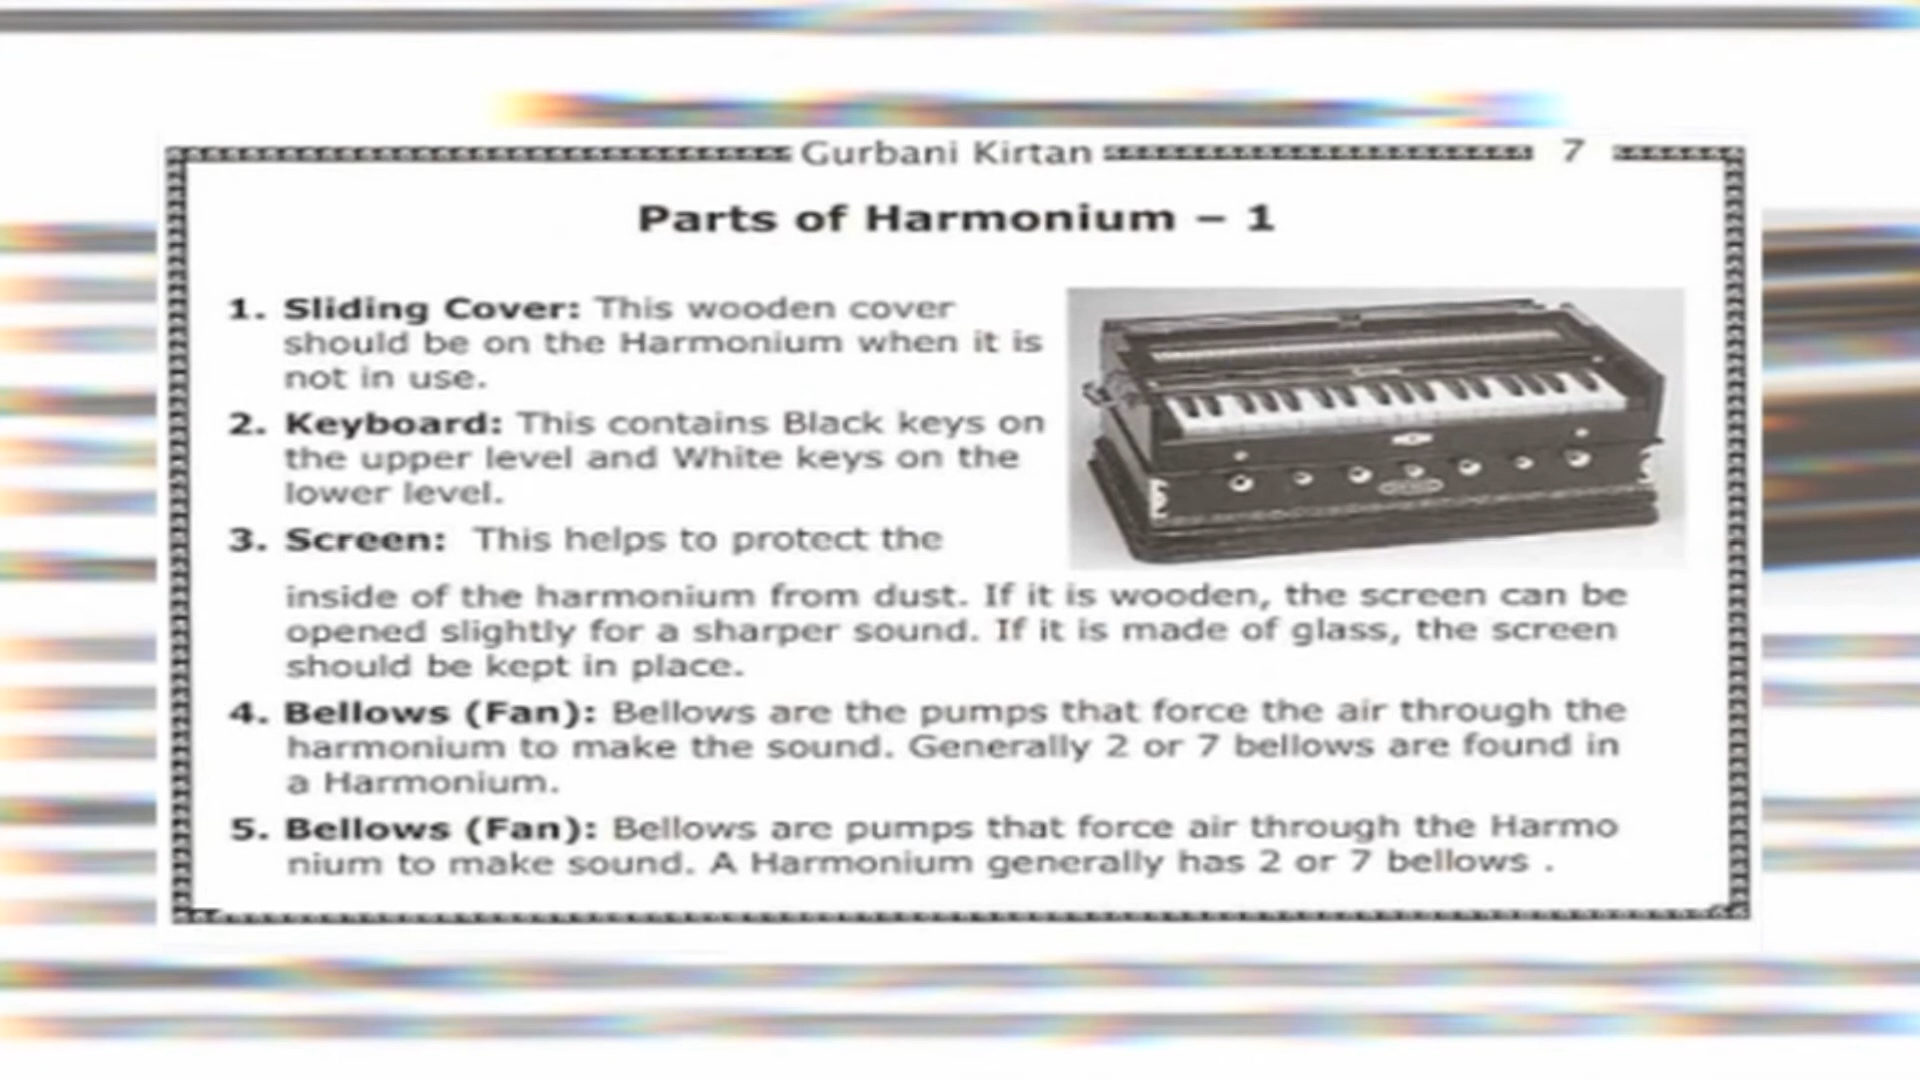 Gurbani Kirtan 7
Parts of Harmonium – 1
1. Sliding Cover: This wooden cover
should be on the Harmonium when it is
not in use.
2. Keyboard: This contains Black keys on
the upper level and White keys on the
lower level.
3. Screen: This helps to protect the
inside of the harmonium from dust. If it is wooden, the screen can be
opened slightly for a sharper sound. If it is made of glass, the screen
should be kept in place.
4. Bellows (Fan): Bellows are the pumps that force the air through the
harmonium to make the sound. Generally 2 or 7 bellows are found in
a Harmonium.
5. Bellows (Fan): Bellows are pumps that force air through the Harmo
nium to make sound. A Harmonium generally has 2 or 7 bellows .